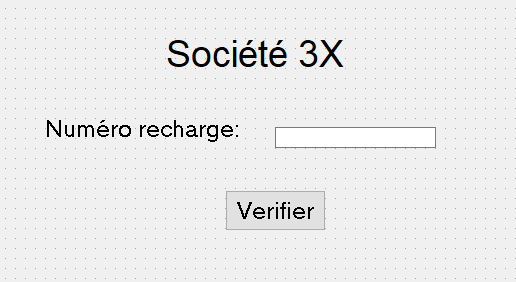 Société 3X
Numéro recharge:
Verifier